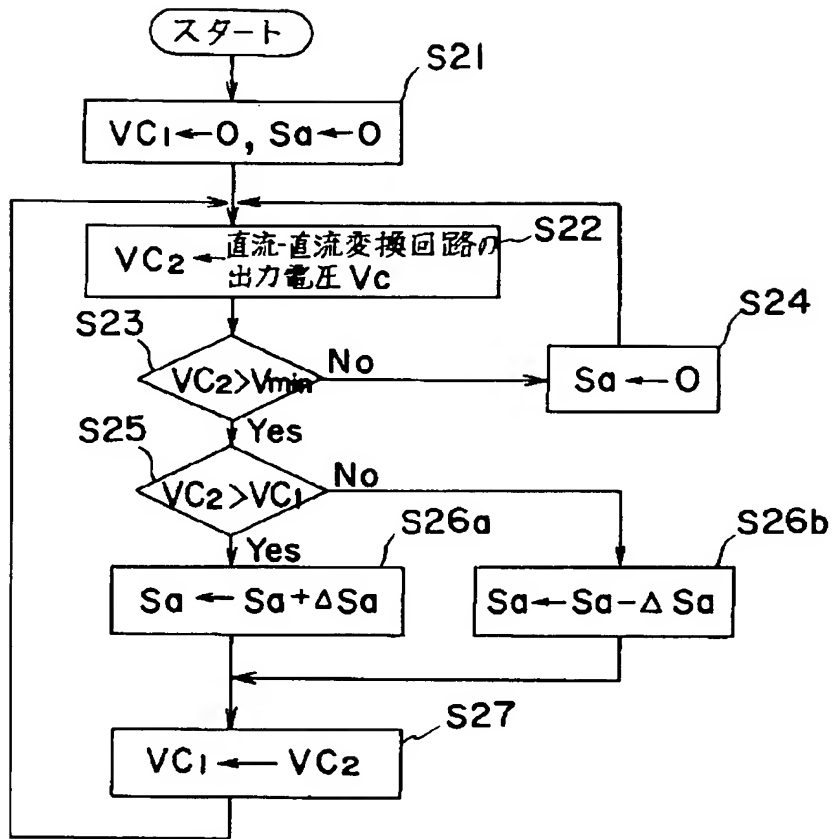 スタート
S21
VC1←0, Sa←0
S22
VC2←直流-直流変換回路の
出力電圧 Vc
S23
S24
VC2>Vmin
No
Sa←0
Yes
S25
VC2>VC1
No
Yes
S26a
S26b
Sa←Sa+ΔSa
Sa←Sa-ΔSa
S27
VC1←VC2